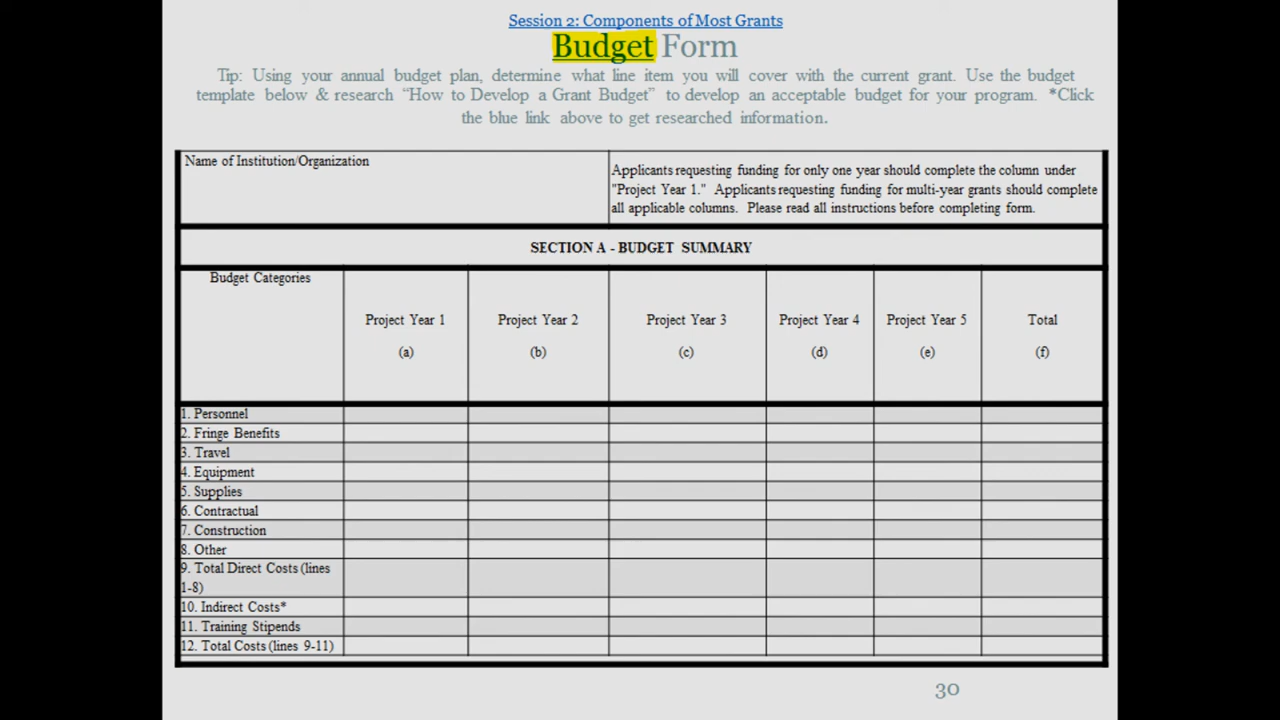 Session 2: Components of Most Grants
Budget Form
Tip: Using your annual budget plan, determine what line item you will cover with the current grant. Use the budget
template below & research “How to Develop a Grant Budget” to develop an acceptable budget for your program. *Click
the blue link above to get researched information.
Name of Institution/Organization
Applicants requesting funding for only one year should complete the column under
"Project Year 1." Applicants requesting funding for multi-year grants should complete
all applicable columns. Please read all instructions before completing form.
SECTION A - BUDGET SUMMARY
Budget Categories
Project Year 1
(a)
Project Year 2
(b)
Project Year 3
(c)
Project Year 4
(d)
Project Year 5
(e)
Total
(f)
1. Personnel
2. Fringe Benefits
3. Travel
4. Equipment
5. Supplies
6. Contractual
7. Construction
8. Other
9. Total Direct Costs (lines
1-8)
10. Indirect Costs*
11. Training Stipends
12. Total Costs (lines 9-11)
30